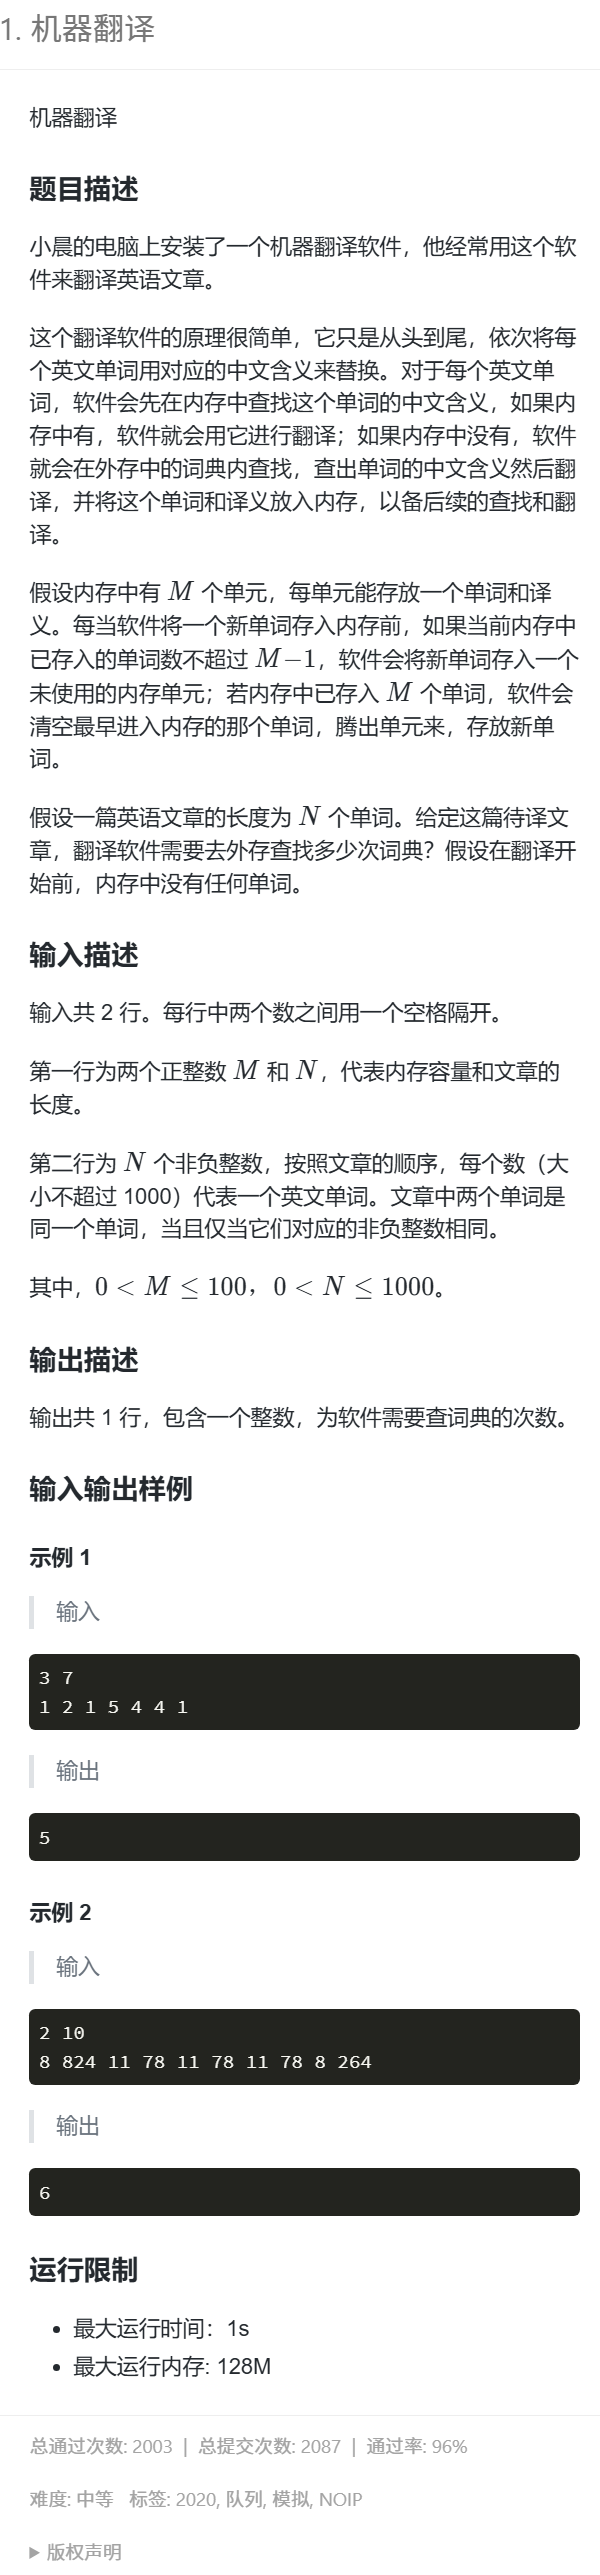 1. 机器翻译
机器翻译
题目描述
小晨的电脑上安装了一个机器翻译软件，他经常用这个软
件来翻译英语文章。
这个翻译软件的原理很简单，它只是从头到尾，依次将每
个英文单词用对应的中文含义来替换。对于每个英文单
词，软件会先在内存中查找这个单词的中文含义，如果内
存中有，软件就会用它进行翻译；如果内存中没有，软件
就会在外存中的词典内查找，查出单词的中文含义然后翻
译，并将这个单词和译义放入内存，以备后续的查找和翻
译。
假设内存中有 M 个单元，每单元能存放一个单词和译
义。每当软件将一个新单词存入内存前，如果当前内存中
已存入的单词数不超过 M−1，软件会将新单词存入一个
未使用的内存单元；若内存中已存入 M 个单词，软件会
清空最早进入内存的那个单词，腾出单元来，存放新单
词。
假设一篇英语文章的长度为 N 个单词。给定这篇待译文
章，翻译软件需要去外存查找多少次词典？假设在翻译开
始前，内存中没有任何单词。
输入描述
输入共 2 行。每行中两个数之间用一个空格隔开。
第一行为两个正整数 M 和 N，代表内存容量和文章的
长度。
第二行为 N 个非负整数，按照文章的顺序，每个数（大
小不超过 1000）代表一个英文单词。文章中两个单词是
同一个单词，当且仅当它们对应的非负整数相同。
其中，0 < M ≤ 100，0 < N ≤ 1000。
输出描述
输出共 1 行，包含一个整数，为软件需要查词典的次数。
输入输出样例
示例 1
输入
3 7
1 2 1 5 4 4 1
输出
5
示例 2
输入
2 10
8 824 11 78 11 78 11 78 8 264
输出
6
运行限制
• 最大运行时间：1s
• 最大运行内存: 128M
总通过次数: 2003 | 总提交次数: 2087 | 通过率: 96%
难度: 中等 标签: 2020, 队列, 模拟, NOIP
▶ 版权声明